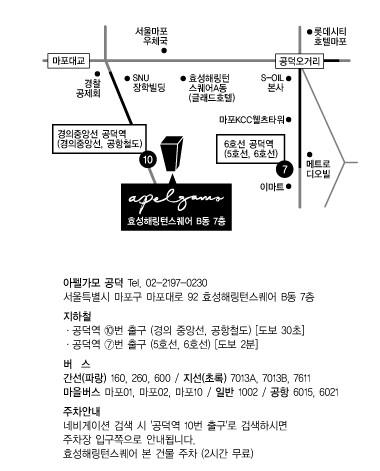 서울마포
우체국
롯데시티
호텔마포
마포대교
공덕오거리
경찰
공제회
SNU
장학빌딩
효성해링턴
스퀘어A동
(글래드호텔)
S-OIL
본사
마포KCC웰츠타워
경의중앙선 공덕역
(경의중앙선, 공항철도)
10
6호선 공덕역
(5호선, 6호선)
7
메트로
디오빌
이마트
apelgamo
효성해링턴스퀘어 B동 7층
아펠가모 공덕 Tel. 02-2197-0230
서울특별시 마포구 마포대로 92 효성해링턴스퀘어 B동 7층
지하철
· 공덕역 ⑩번 출구 (경의 중앙선, 공항철도) [도보 30초]
· 공덕역 ⑦번 출구 (5호선, 6호선) [도보 2분]
버 스
간선(파랑) 160, 260, 600 / 지선(초록) 7013A, 7013B, 7611
마을버스 마포01, 마포02, 마포10 / 일반 1002 / 공항 6015, 6021
주차안내
네비게이션 검색 시 '공덕역 10번 출구'로 검색하시면
주차장 입구쪽으로 안내됩니다.
효성해링턴스퀘어 본 건물 주차 (2시간 무료)